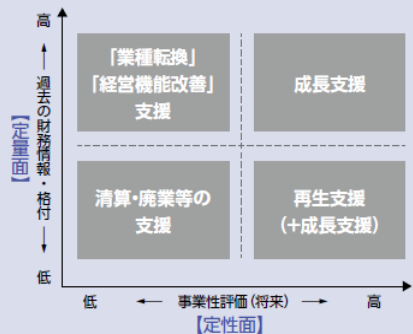 高
【定量面】
過去の財務情報・格付
低
「業種転換」
「経営機能改善」
支援
成長支援
清算・廃業等の
支援
再生支援
(+成長支援)
低
事業性評価(将来)
高
【定性面】